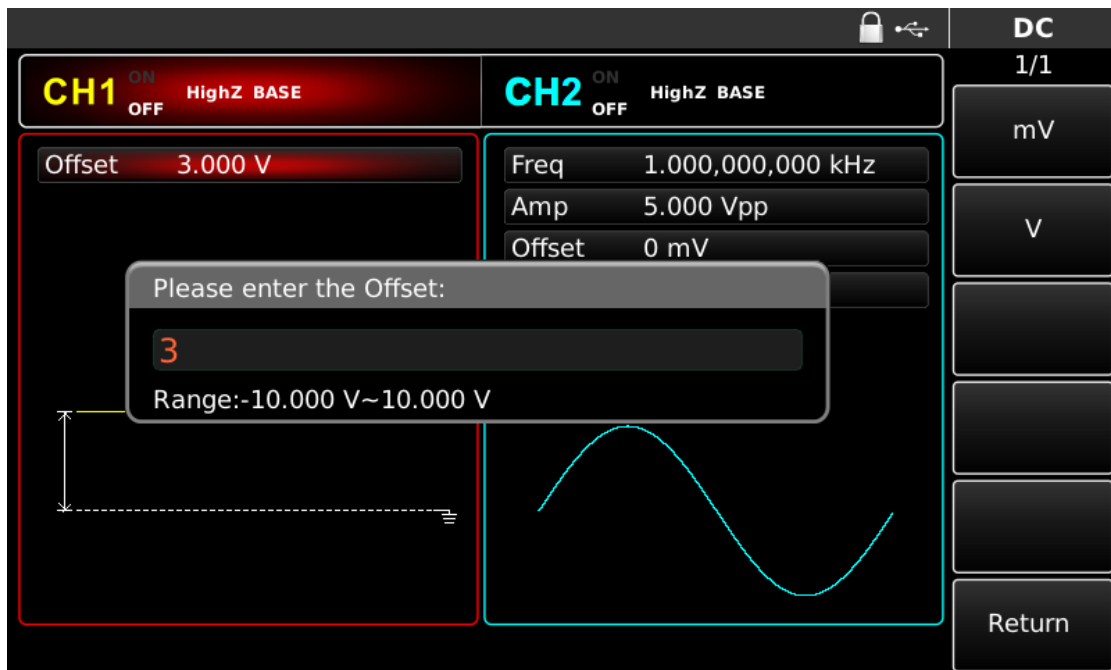 DC
1/1
CH1 ON OFF HighZ BASE
CH2 ON OFF HighZ BASE
mV
Offset 3.000 V
Freq 1.000,000,000 kHz
Amp 5.000 Vpp
Offset 0 mV
V
Please enter the Offset:
3
Range:-10.000 V~10.000 V
Return